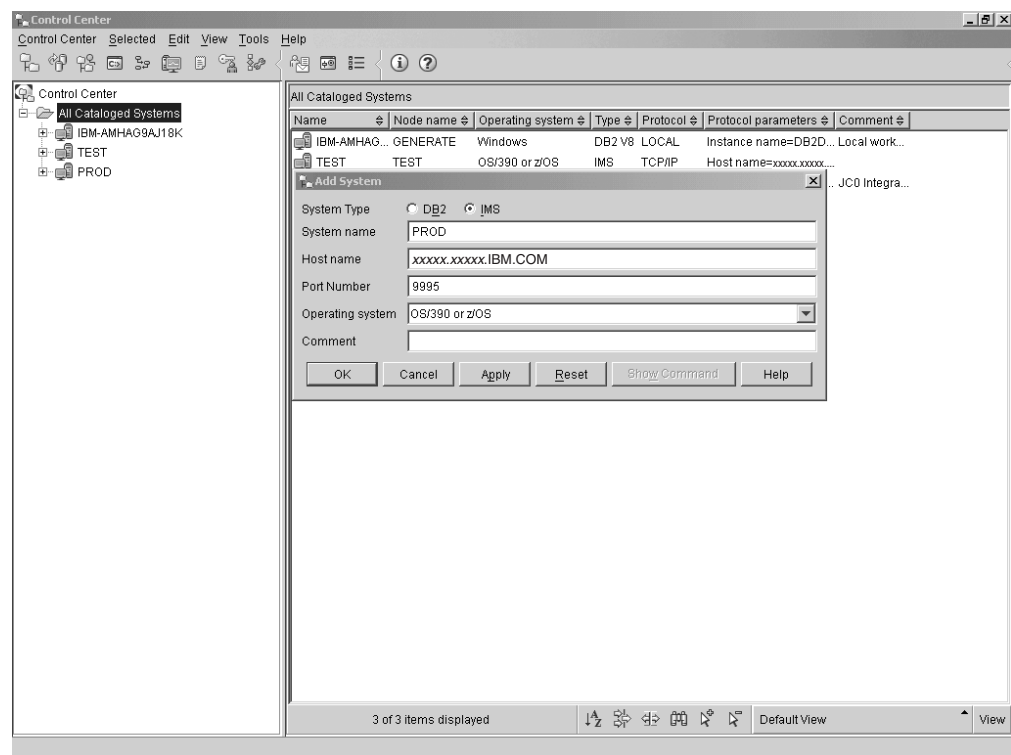 Control Center
Control Center Selected Edit View Tools Help
Control Center
All Cataloged Systems
IBM-AMHAG9AJ18K
TEST
PROD
All Cataloged Systems
Name Node name Operating system Type Protocol Protocol parameters Comment
IBM-AMHAG... GENERATE Windows DB2 V8 LOCAL Instance name=DB2D... Local work...
TEST TEST OS/390 or z/OS IMS TCP/IP Host name=xxxxx.xxxxx....
.. JC0 Integra...
Add System
System Type DB2 IMS
System name PROD
Host name xxxxx.xxxxx.IBM.COM
Port Number 9995
Operating system OS/390 or z/OS
Comment
OK Cancel Apply Reset Show Command Help
3 of 3 items displayed Default View View